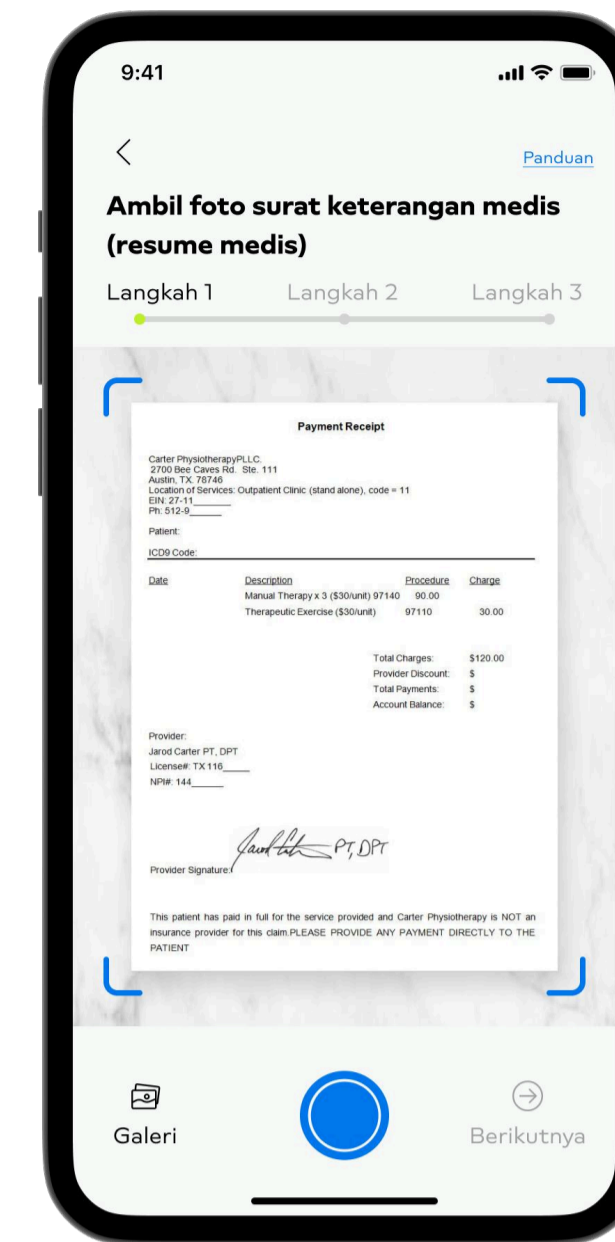 9:41
Panduan
Ambil foto surat keterangan medis
(resume medis)
Langkah 1 Langkah 2 Langkah 3
Payment Receipt
Carter PhysiotherapyPLLC.
2700 Bee Caves Rd. Ste. 111
Austin, TX. 78746
Location of Services: Outpatient Clinic (stand alone), code = 11
EIN: 27-11______
Ph: 512-9_____
Patient:
ICD9 Code:
Date Description Procedure Charge
Manual Therapy x 3 ($30/unit) 97140 90.00
Therapeutic Exercise ($30/unit) 97110 30.00
Total Charges: $120.00
Provider Discount: $
Total Payments: $
Account Balance: $
Provider:
Jarod Carter PT, DPT
License#: TX 116_____
NPI#: 144______
PT, DPT
Provider Signature:
This patient has paid in full for the service provided and Carter Physiotherapy is NOT an
insurance provider for this claim.PLEASE PROVIDE ANY PAYMENT DIRECTLY TO THE
PATIENT
Galeri
Berikutnya